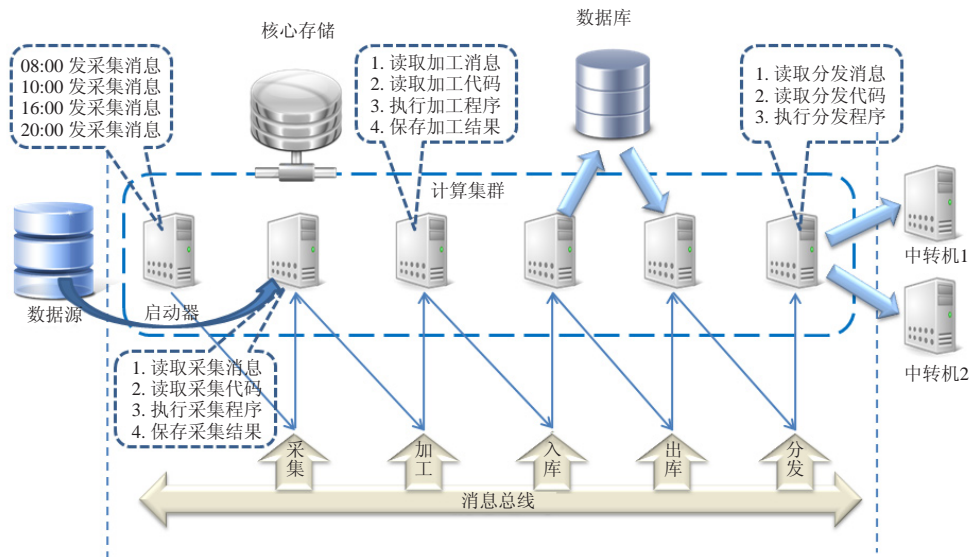 核心存储
数据库
08:00 发采集消息
10:00 发采集消息
16:00 发采集消息
20:00 发采集消息
1. 读取加工消息
2. 读取加工代码
3. 执行加工程序
4. 保存加工结果
1. 读取分发消息
2. 读取分发代码
3. 执行分发程序
计算集群
数据源
启动器
中转机1
中转机2
1. 读取采集消息
2. 读取采集代码
3. 执行采集程序
4. 保存采集结果
采集
加工
入库
出库
分发
消息总线